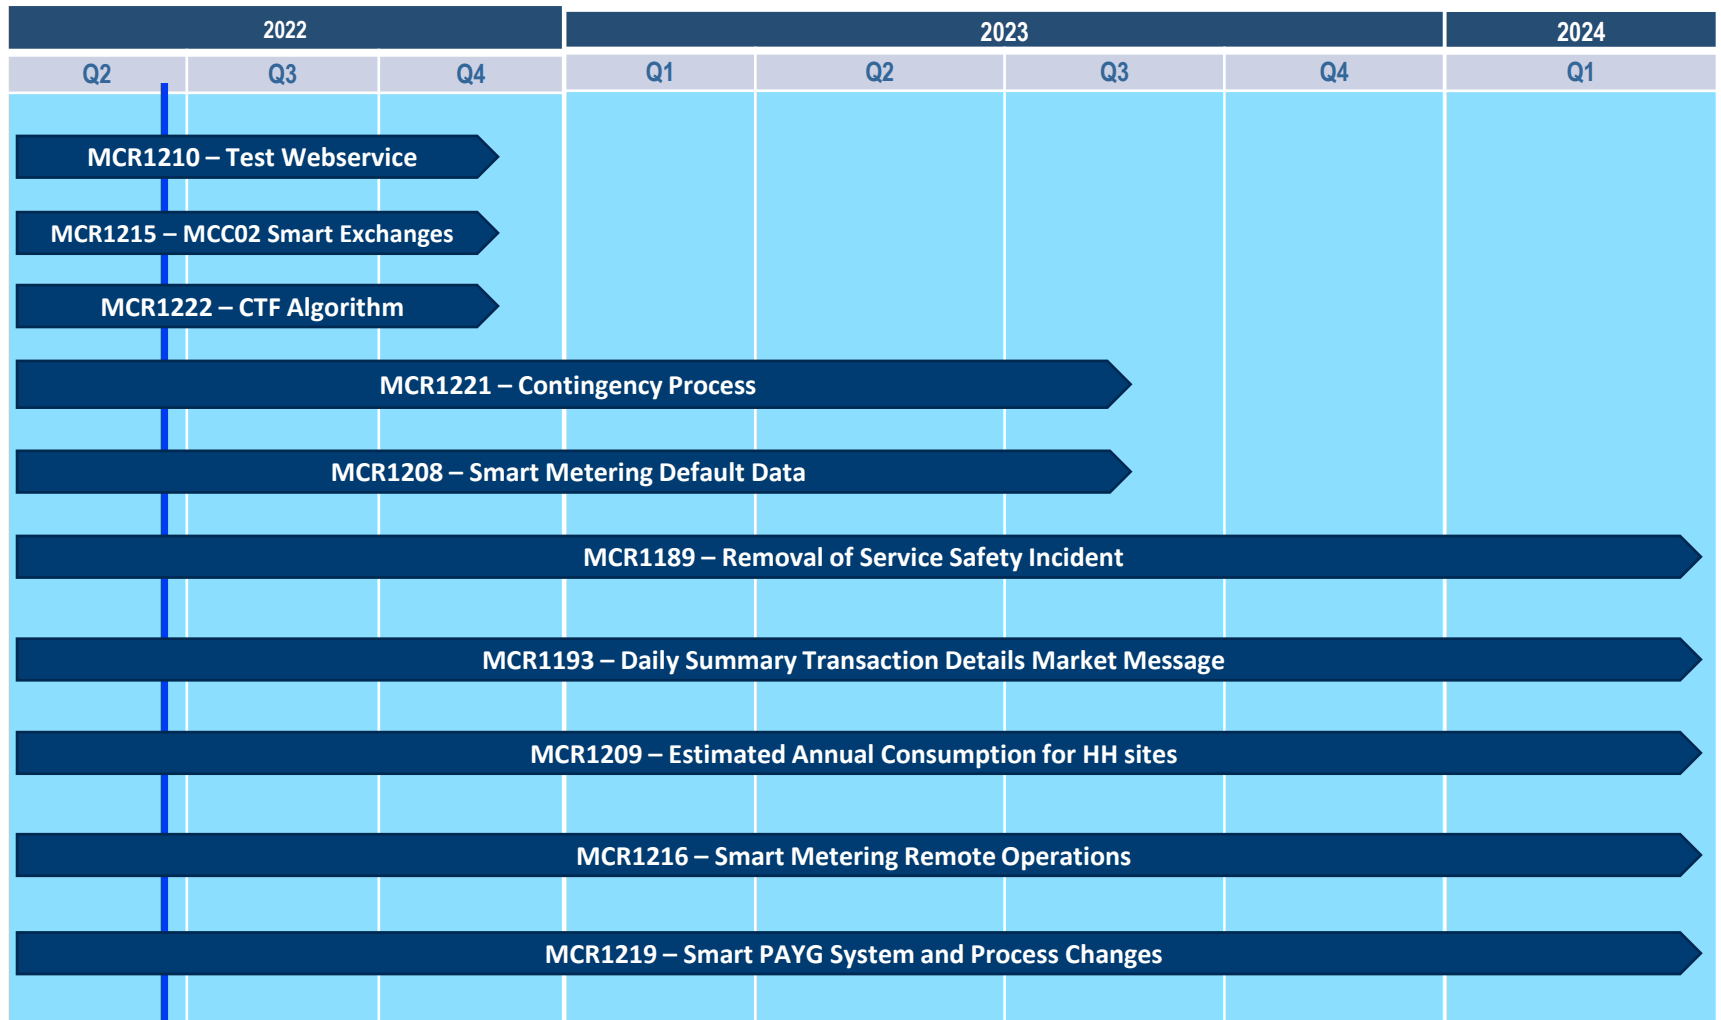 2022
2023
2024
Q2
Q3
Q4
Q1
Q2
Q3
Q4
Q1
MCR1210 – Test Webservice
MCR1215 – MCC02 Smart Exchanges
MCR1222 – CTF Algorithm
MCR1221 – Contingency Process
MCR1208 – Smart Metering Default Data
MCR1189 – Removal of Service Safety Incident
MCR1193 – Daily Summary Transaction Details Market Message
MCR1209 – Estimated Annual Consumption for HH sites
MCR1216 – Smart Metering Remote Operations
MCR1219 – Smart PAYG System and Process Changes